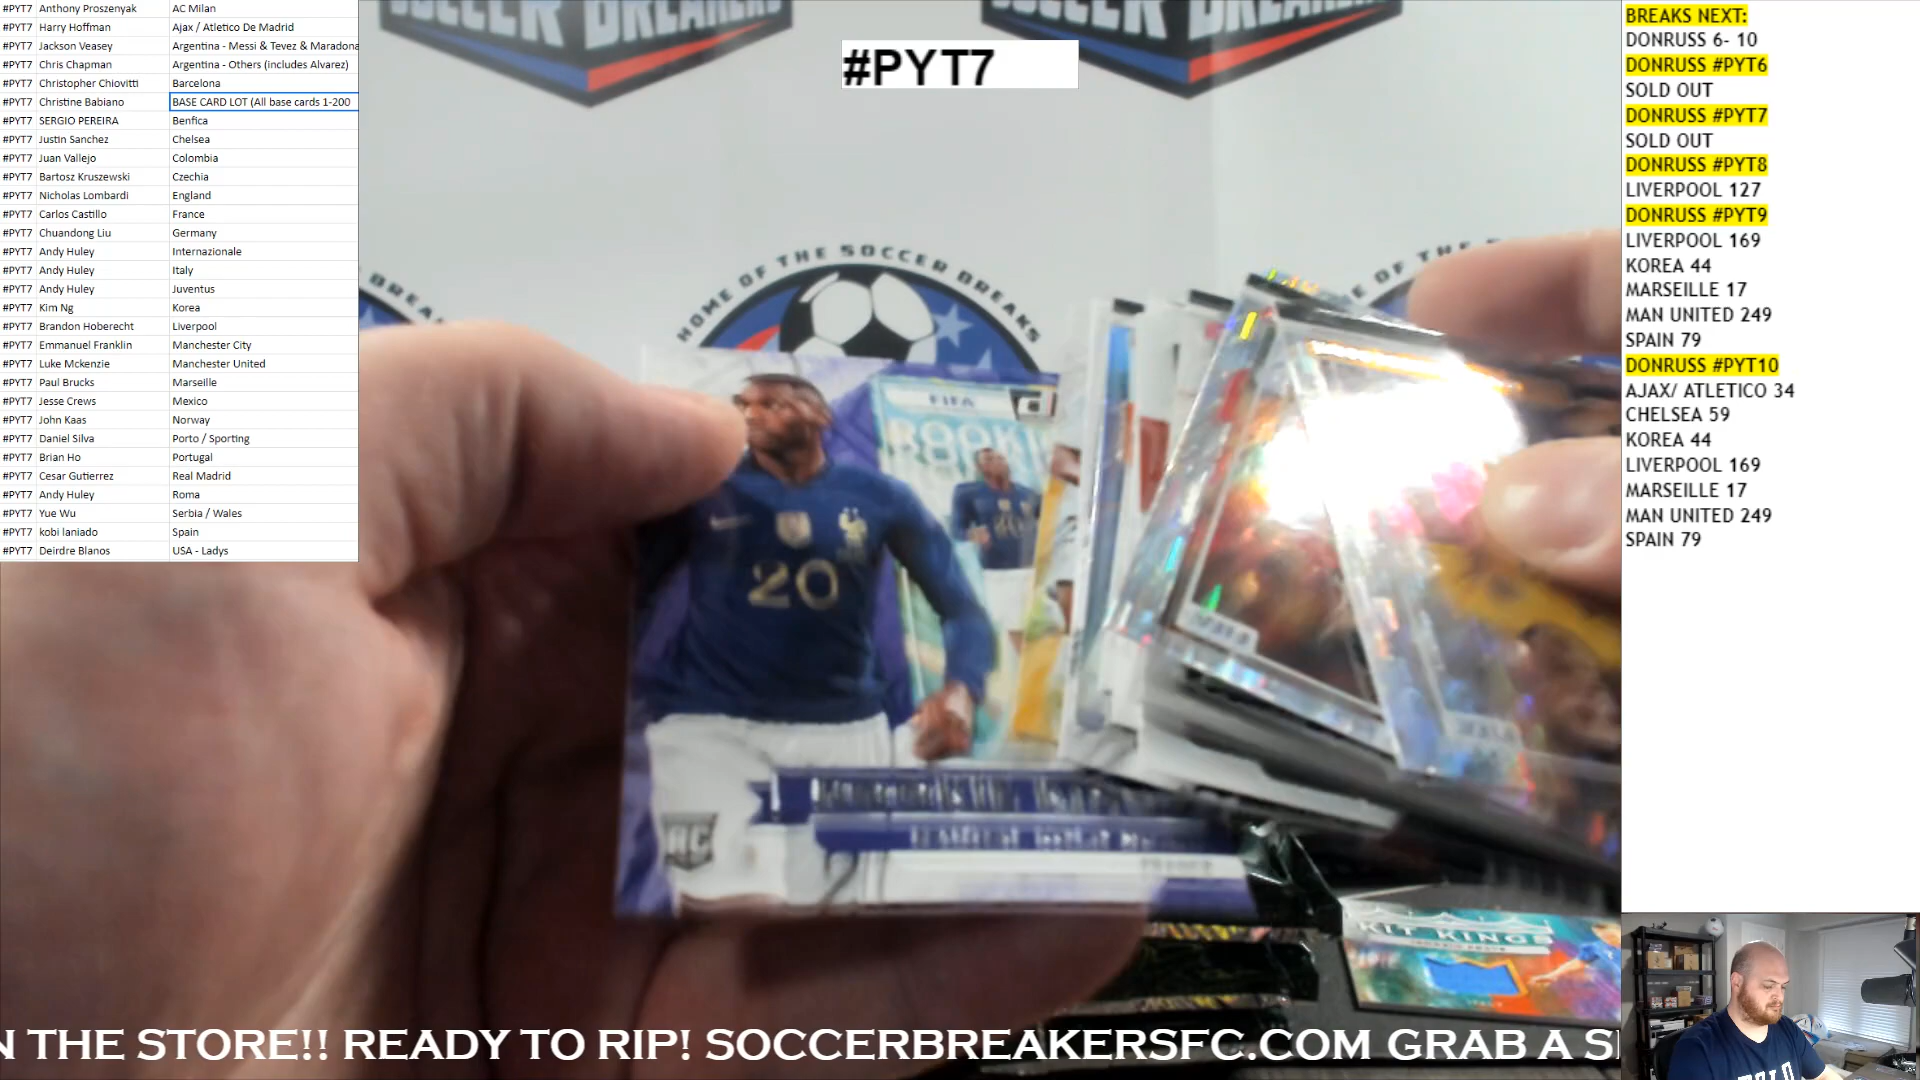 #PYT7 Anthony Proszenyak AC Milan
#PYT7 Harry Hoffman Ajax / Atletico De Madrid
#PYT7 Jackson Veasey Argentina - Messi & Tevez & Maradona
#PYT7 Chris Chapman Argentina - Others (includes Alvarez)
#PYT7 Christopher Chiovitti Barcelona
#PYT7 Christine Babiano BASE CARD LOT (All base cards 1-200
#PYT7 SERGIO PEREIRA Benfica
#PYT7 Justin Sanchez Chelsea
#PYT7 Juan Vallejo Colombia
#PYT7 Bartosz Kruszewski Czechia
#PYT7 Nicholas Lombardi England
#PYT7 Carlos Castillo France
#PYT7 Chuandong Liu Germany
#PYT7 Andy Huley Internazionale
#PYT7 Andy Huley Italy
#PYT7 Andy Huley Juventus
#PYT7 Kim Ng Korea
#PYT7 Brandon Hoberecht Liverpool
#PYT7 Emmanuel Franklin Manchester City
#PYT7 Luke Mckenzie Manchester United
#PYT7 Paul Brucks Marseille
#PYT7 Jesse Crews Mexico
#PYT7 John Kaas Norway
#PYT7 Daniel Silva Porto / Sporting
#PYT7 Brian Ho Portugal
#PYT7 Cesar Gutierrez Real Madrid
#PYT7 Andy Huley Roma
#PYT7 Yue Wu Serbia / Wales
#PYT7 kobi laniado Spain
#PYT7 Deirdre Blanos USA - Ladys
SOCCER BREAKERS
#PYT7
HOME OF THE SOCCER BREAKS
FIFA
20
RC
FRANCE
KIT KINGS
BREAKS NEXT:
DONRUSS 6- 10
DONRUSS #PYT6
SOLD OUT
DONRUSS #PYT7
SOLD OUT
DONRUSS #PYT8
LIVERPOOL 127
DONRUSS #PYT9
LIVERPOOL 169
KOREA 44
MARSEILLE 17
MAN UNITED 249
SPAIN 79
DONRUSS #PYT10
AJAX/ ATLETICO 34
CHELSEA 59
KOREA 44
LIVERPOOL 169
MARSEILLE 17
MAN UNITED 249
SPAIN 79
N THE STORE!! READY TO RIP! SOCCERBREAKERSFC.COM GRAB A S